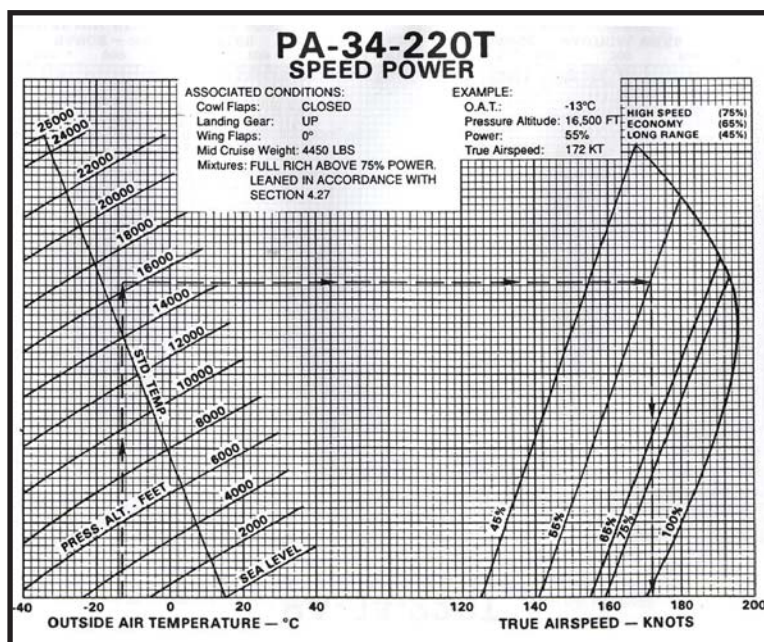 PA-34-220T
SPEED POWER
ASSOCIATED CONDITIONS:
Cowl Flaps: CLOSED
Landing Gear: UP
Wing Flaps: 0°
Mid Cruise Weight: 4450 LBS
Mixtures: FULL RICH ABOVE 75% POWER.
LEANED IN ACCORDANCE WITH
SECTION 4.27
EXAMPLE:
O.A.T.: -13°C
Pressure Altitude: 16,500 FT
Power: 55%
True Airspeed: 172 KT
HIGH SPEED (75%)
ECONOMY (65%)
LONG RANGE (45%)
25000
24000
22000
20000
18000
16000
14000
12000
10000
8000
6000
4000
2000
SEA LEVEL
STD. TEMP.
PRESS. ALT. - FEET
45%
55%
65%
75%
100%
-40 -20 0 20 40 120 140 160 180 200
OUTSIDE AIR TEMPERATURE — °C TRUE AIRSPEED — KNOTS